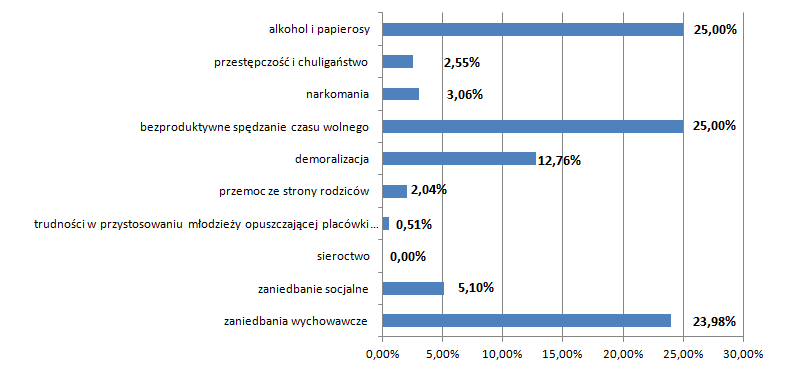 alkohol i papierosy 25,00%
przestępczość i chuligaństwo 2,55%
narkomania 3,06%
bezproduktywne spędzanie czasu wolnego 25,00%
demoralizacja 12,76%
przemoc ze strony rodziców 2,04%
trudności w przystosowaniu młodzieży opuszczającej placówki... 0,51%
sieroctwo 0,00%
zaniedbanie socjalne 5,10%
zaniedbania wychowawcze 23,98%
0,00% 5,00% 10,00% 15,00% 20,00% 25,00% 30,00%